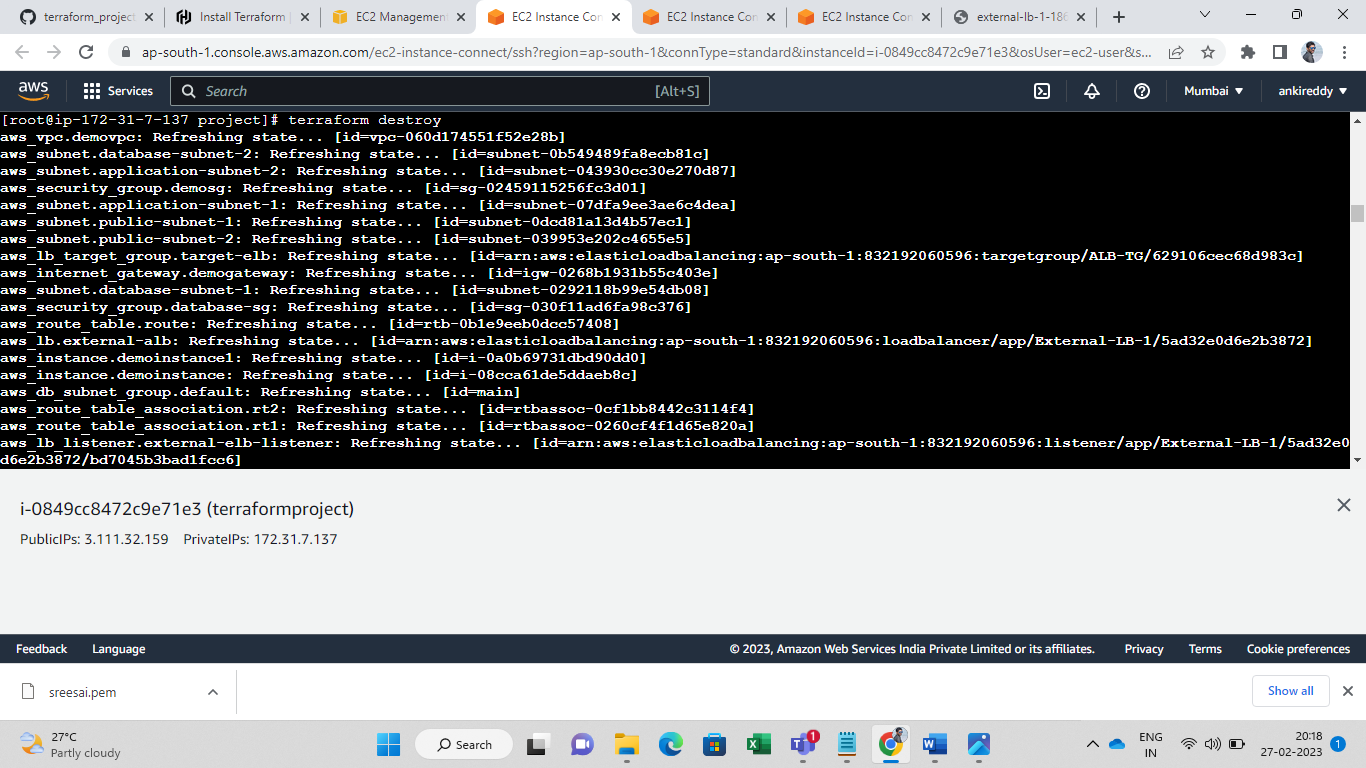 terraform_project
Install Terraform |
EC2 Management
EC2 Instance Con
EC2 Instance Con
EC2 Instance Con
external-lb-1-186
ap-south-1.console.aws.amazon.com/ec2-instance-connect/ssh?region=ap-south-1&connType=standard&instanceId=i-0849cc8472c9e71e3&osUser=ec2-user&s...
aws
Services
Search
[Alt+S]
Mumbai
ankireddy
[root@ip-172-31-7-137 project]# terraform destroy
aws_vpc.demovpc: Refreshing state... [id=vpc-060d174551f52e28b]
aws_subnet.database-subnet-2: Refreshing state... [id=subnet-0b549489fa8ecb81c]
aws_subnet.application-subnet-2: Refreshing state... [id=subnet-043930cc30e270d87]
aws_security_group.demosg: Refreshing state... [id=sg-02459115256fc3d01]
aws_subnet.application-subnet-1: Refreshing state... [id=subnet-07dfa9ee3ae6c4dea]
aws_subnet.public-subnet-1: Refreshing state... [id=subnet-0dcd81a13d4b57ec1]
aws_subnet.public-subnet-2: Refreshing state... [id=subnet-039953e202c4655e5]
aws_lb_target_group.target-elb: Refreshing state... [id=arn:aws:elasticloadbalancing:ap-south-1:832192060596:targetgroup/ALB-TG/629106cec68d983c]
aws_internet_gateway.demogateway: Refreshing state... [id=igw-0268b1931b55c403e]
aws_subnet.database-subnet-1: Refreshing state... [id=subnet-0292118b99e54db08]
aws_security_group.database-sg: Refreshing state... [id=sg-030f11ad6fa98c376]
aws_route_table.route: Refreshing state... [id=rtb-0b1e9eeb0dcc57408]
aws_lb.external-alb: Refreshing state... [id=arn:aws:elasticloadbalancing:ap-south-1:832192060596:loadbalancer/app/External-LB-1/5ad32e0d6e2b3872]
aws_instance.demoinstance1: Refreshing state... [id=i-0a0b69731dbd90dd0]
aws_instance.demoinstance: Refreshing state... [id=i-08cca61de5ddaeb8c]
aws_db_subnet_group.default: Refreshing state... [id=main]
aws_route_table_association.rt2: Refreshing state... [id=rtbassoc-0cf1bb8442c3114f4]
aws_route_table_association.rt1: Refreshing state... [id=rtbassoc-0260cf4f1d65e820a]
aws_lb_listener.external-elb-listener: Refreshing state... [id=arn:aws:elasticloadbalancing:ap-south-1:832192060596:listener/app/External-LB-1/5ad32e0
d6e2b3872/bd7045b3bad1fcc6]
i-0849cc8472c9e71e3 (terraformproject)
PublicIPs: 3.111.32.159 PrivateIPs: 172.31.7.137
Feedback
Language
© 2023, Amazon Web Services India Private Limited or its affiliates.
Privacy
Terms
Cookie preferences
sreesai.pem
Show all
27°C
Partly cloudy
Search
1
ENG
IN
20:18
27-02-2023
1